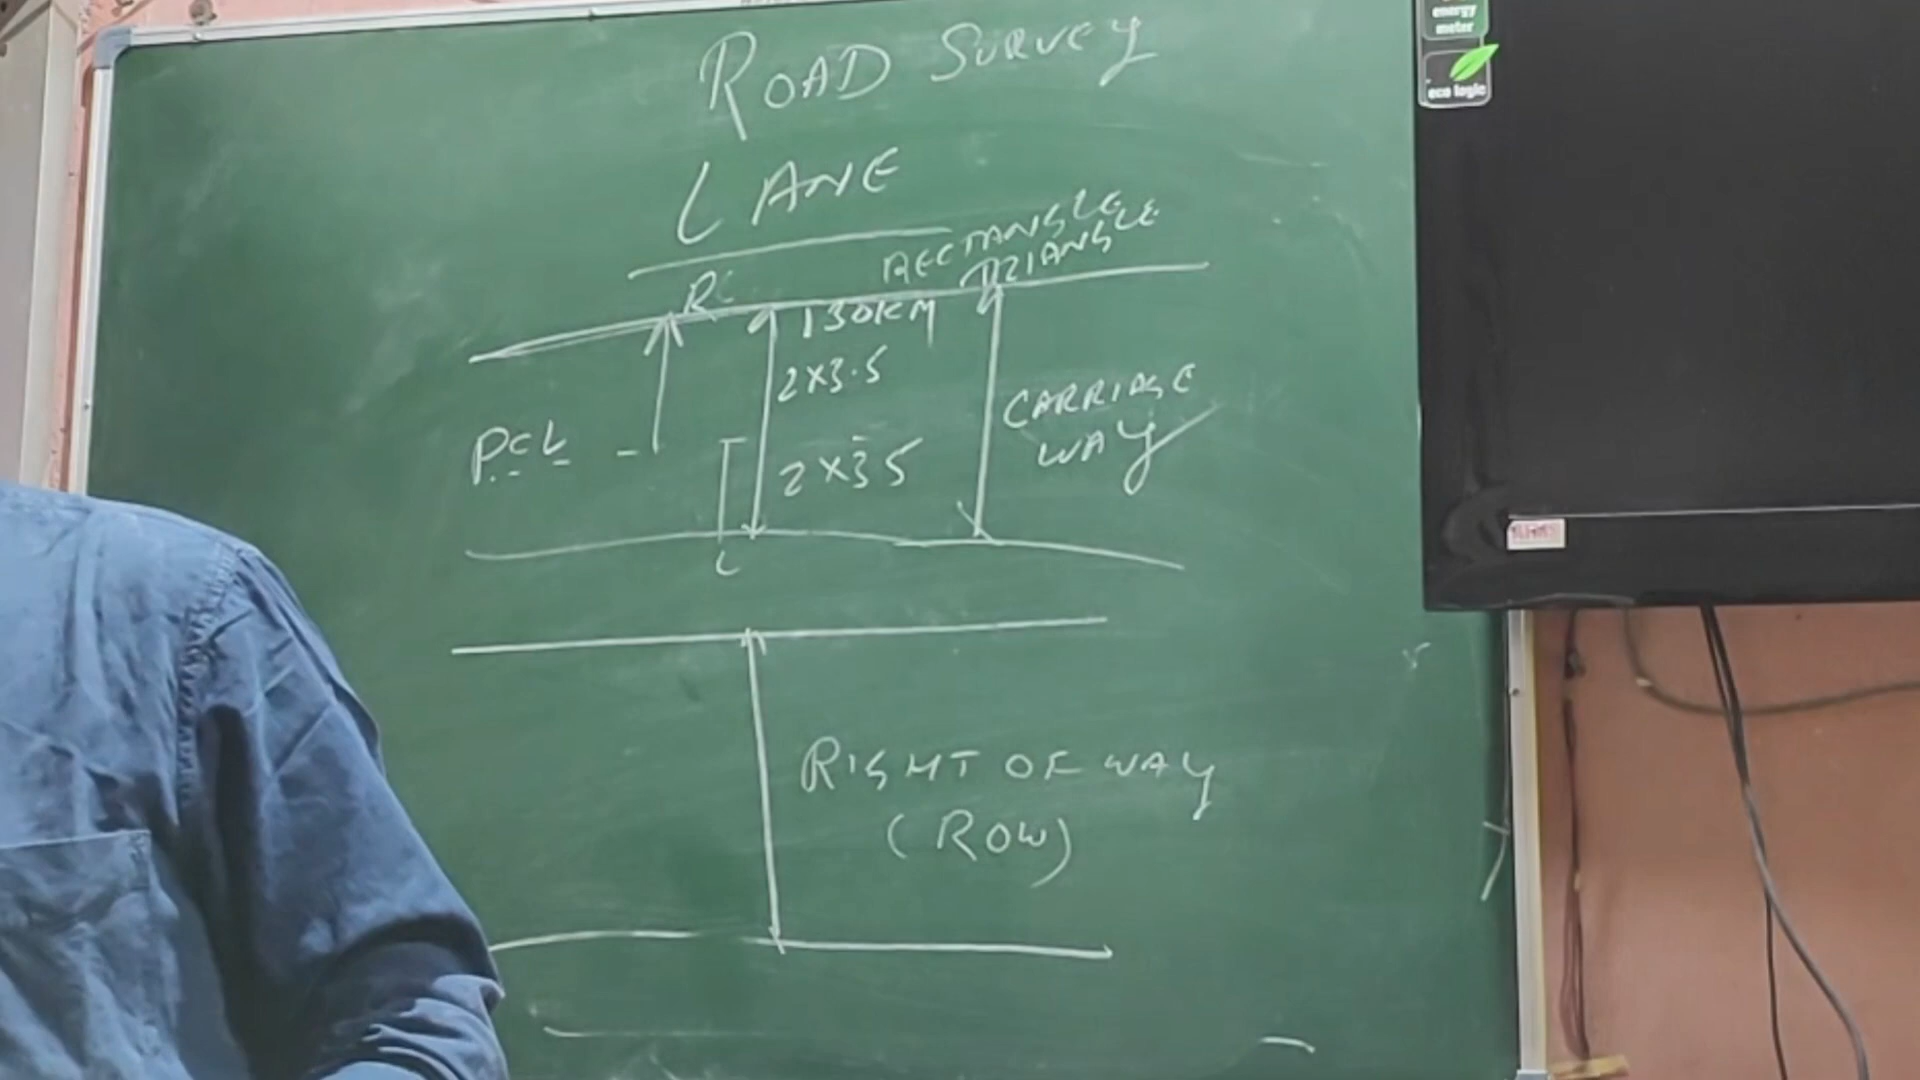 ROAD SURVEY
LANE
RECTANGLE
TRIANGLE
130KM
2X3.5
CARRIAGE
WAY
PCL
2X3.5
L
RIGHT OF WAY
(ROW)
energy
meter
eco logic